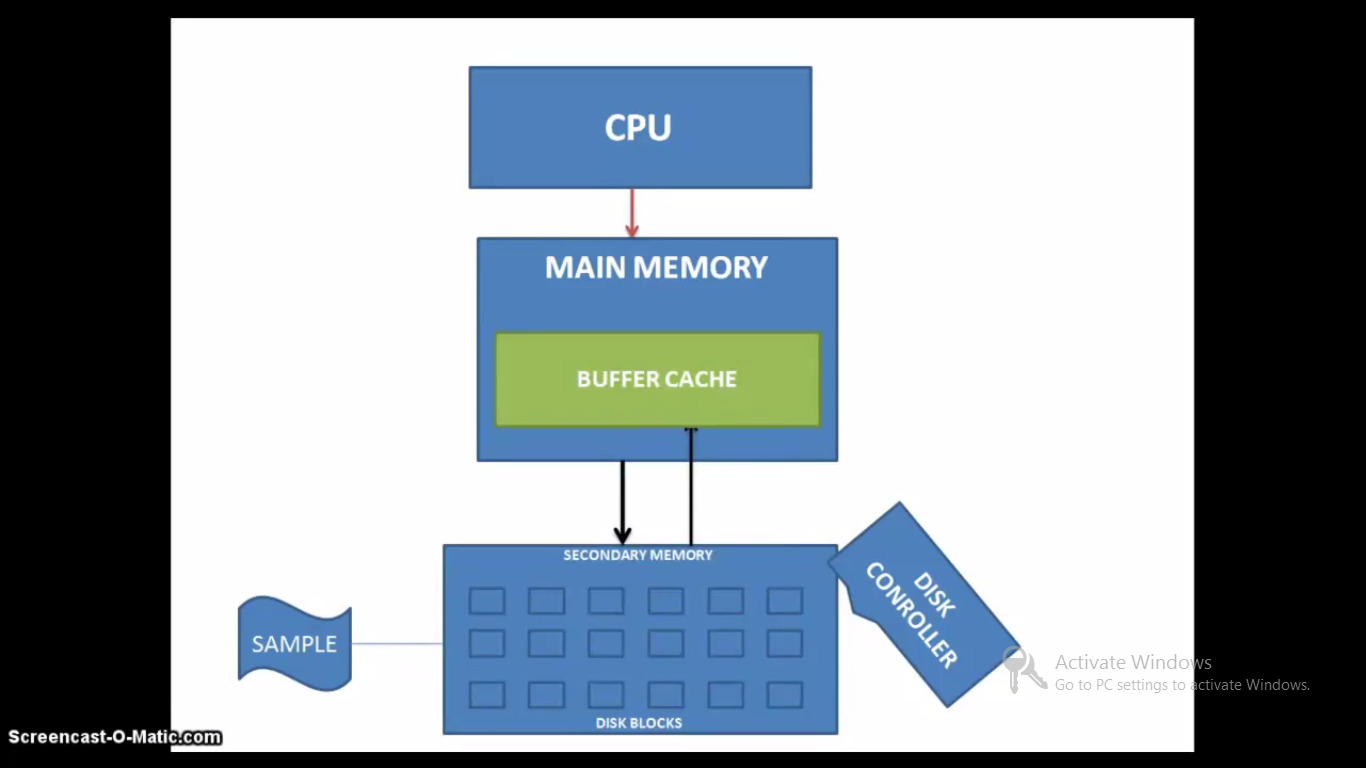 CPU
MAIN MEMORY
BUFFER CACHE
SECONDARY MEMORY
DISK
CONROLLER
SAMPLE
DISK BLOCKS
Activate Windows
Go to PC settings to activate Windows.
Screencast-O-Matic.com